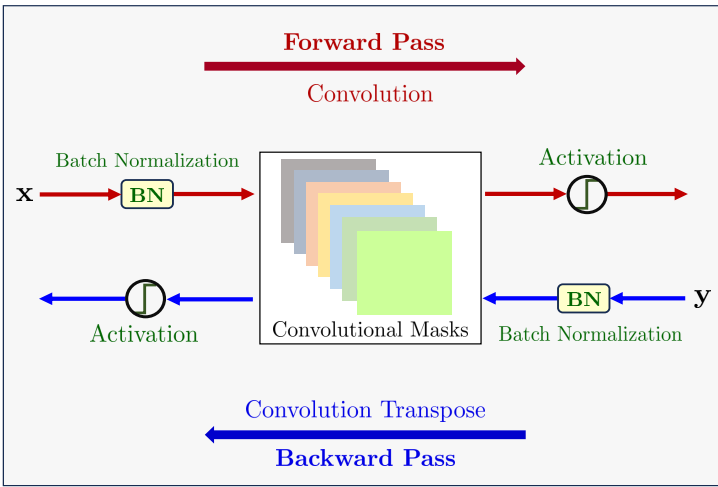 Forward Pass
Convolution
Batch Normalization
Activation
x
BN
Convolutional Masks
Activation
BN
y
Batch Normalization
Convolution Transpose
Backward Pass